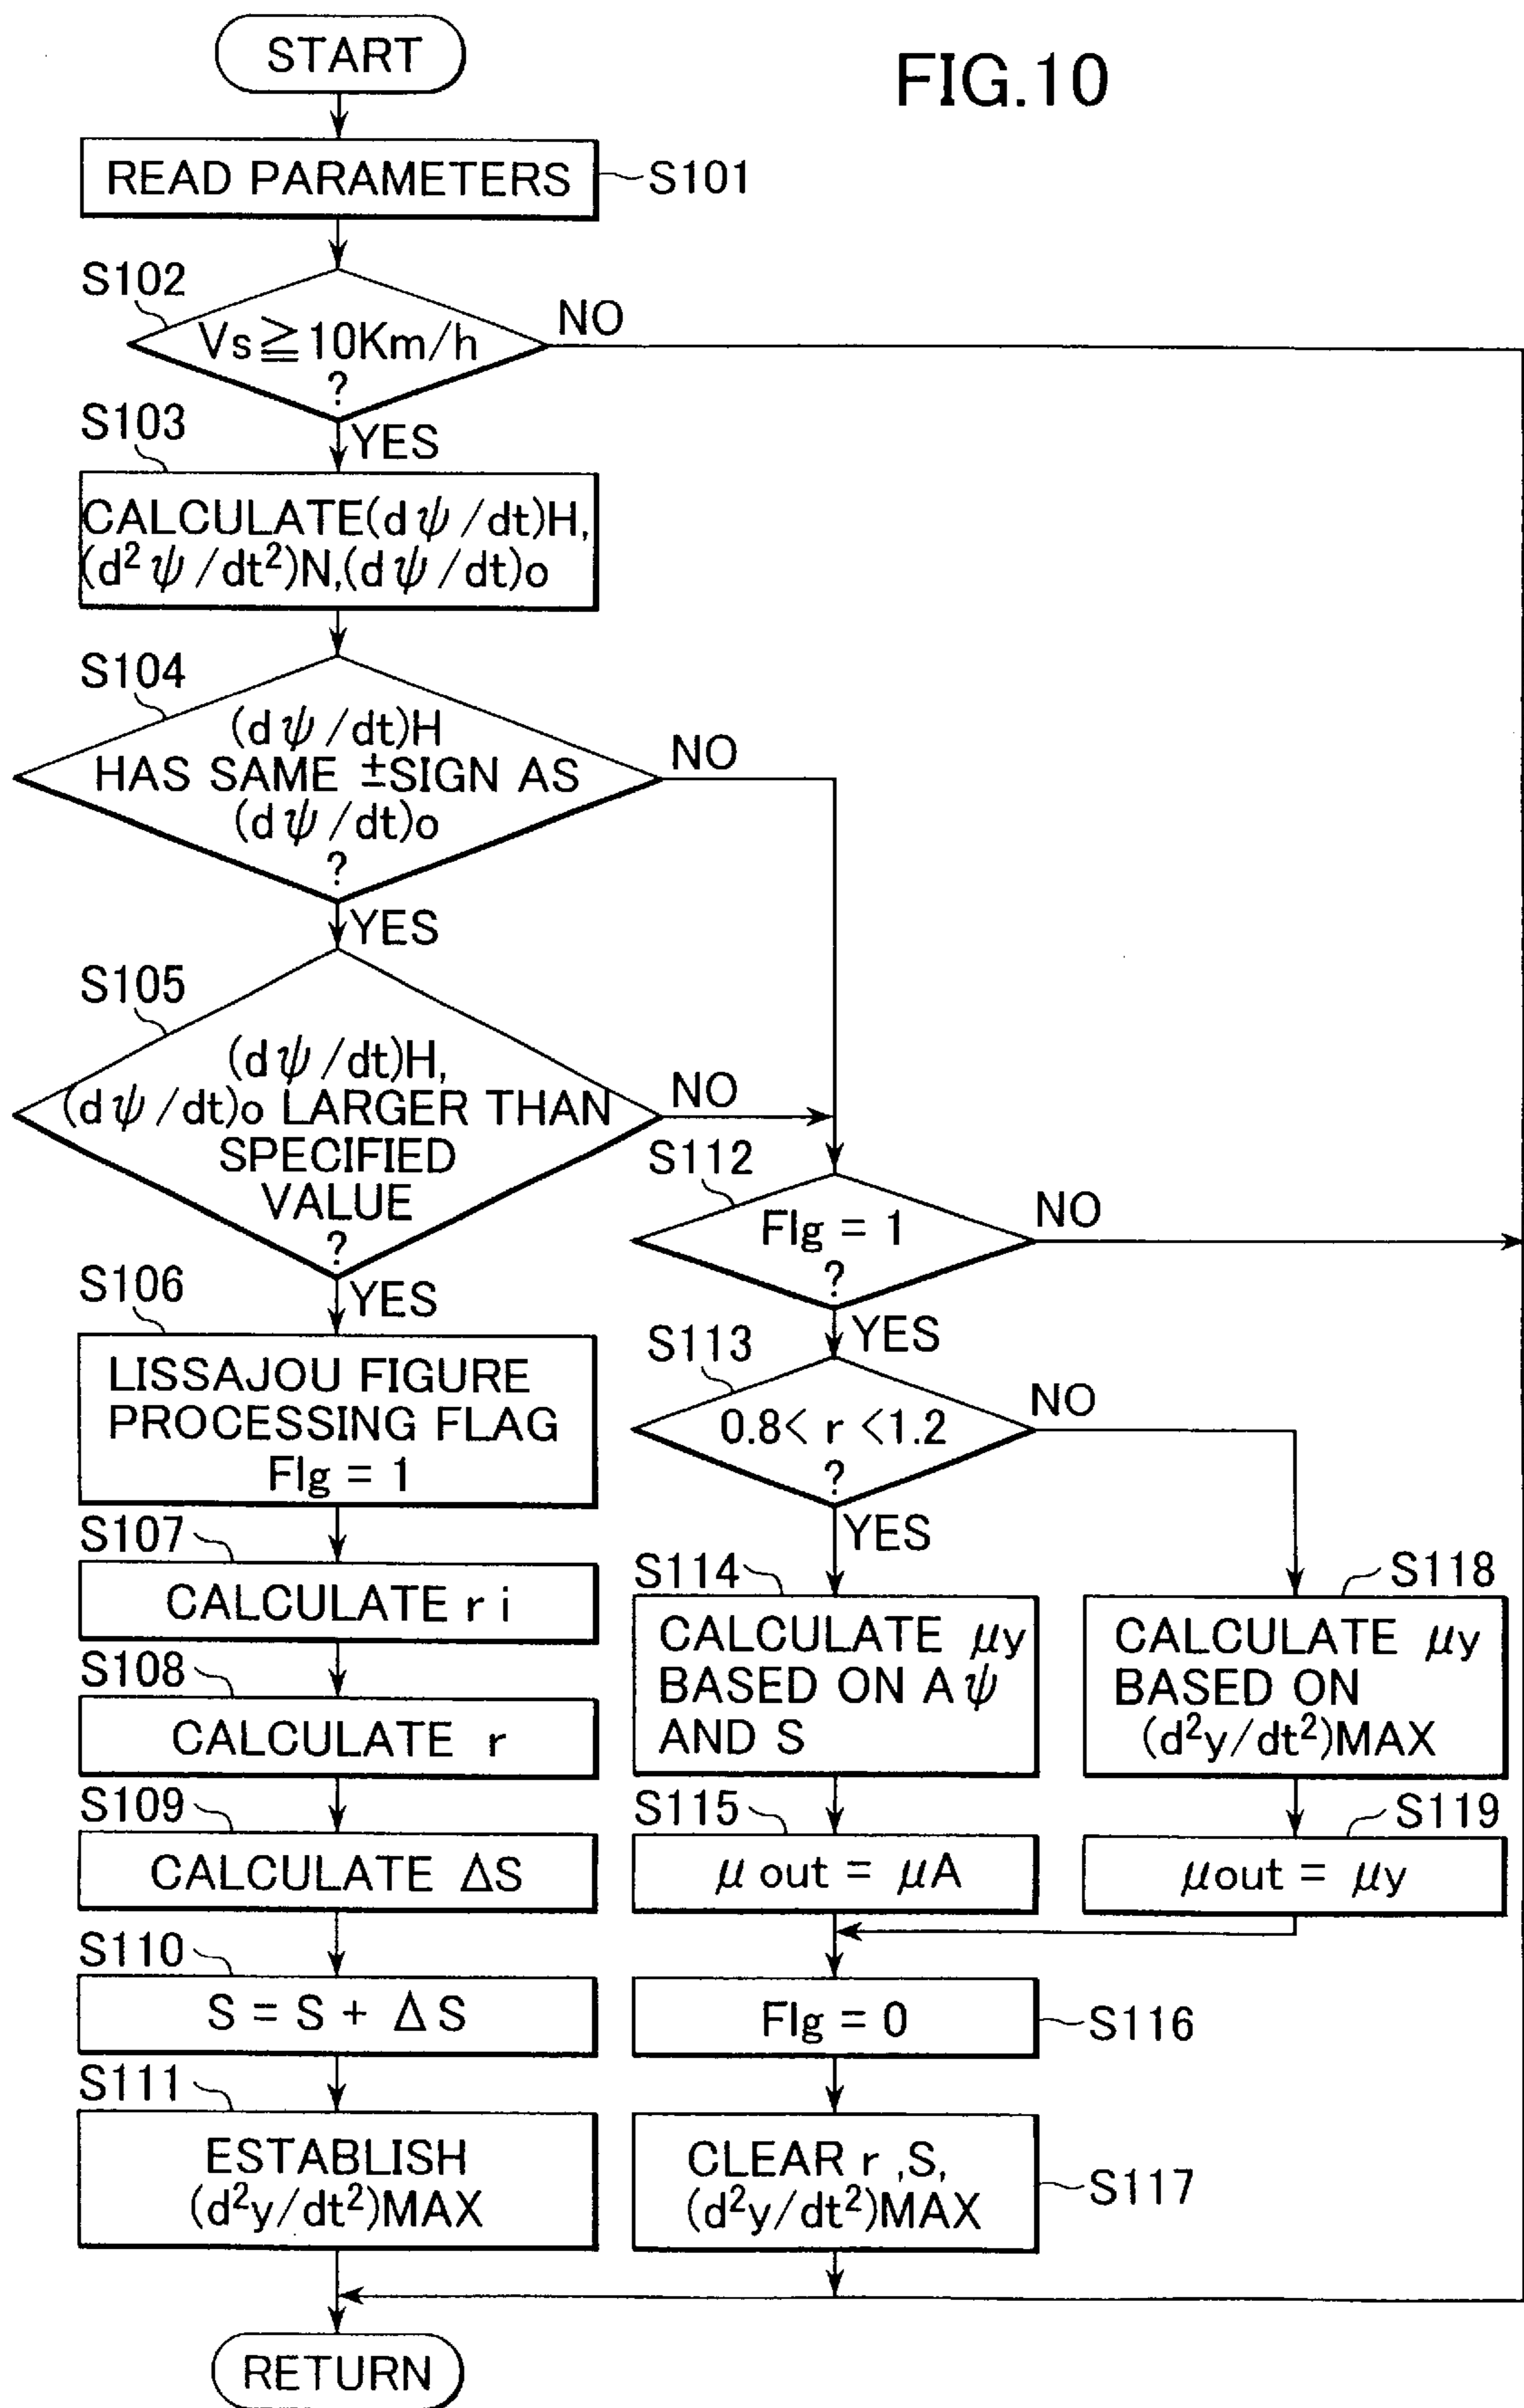 FIG.10
START
READ PARAMETERS
S101
S102
Vs≧10Km/h
?
NO
YES
S103
CALCULATE(dψ/dt)H,
(d²ψ/dt²)N,(dψ/dt)o
S104
(dψ/dt)H
HAS SAME ±SIGN AS
(dψ/dt)o
?
NO
YES
S105
(dψ/dt)H,
(dψ/dt)o LARGER THAN
SPECIFIED
VALUE
?
NO
YES
S106
LISSAJOU FIGURE
PROCESSING FLAG
Flg = 1
S107
CALCULATE r i
S108
CALCULATE r
S109
CALCULATE ΔS
S110
S = S + ΔS
S111
ESTABLISH
(d²y/dt²)MAX
S112
Flg = 1
?
NO
YES
S113
0.8< r <1.2
?
NO
YES
S114
CALCULATE μy
BASED ON Aψ
AND S
S115
μout = μA
Flg = 0
S116
CLEAR r ,S,
(d²y/dt²)MAX
S117
S118
CALCULATE μy
BASED ON
(d²y/dt²)MAX
S119
μout = μy
RETURN